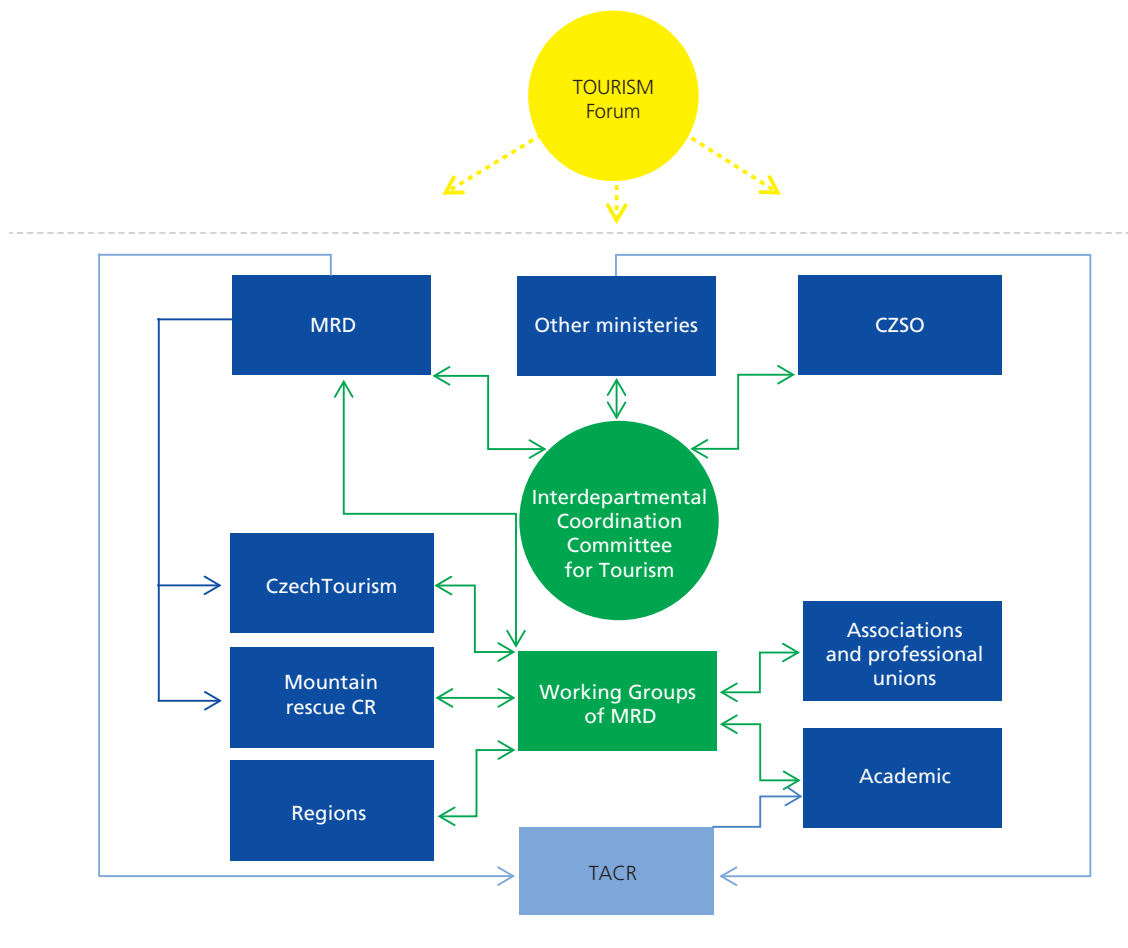 TOURISM
Forum
MRD
Other ministeries
CZSO
Interdepartmental
Coordination
Committee
for Tourism
CzechTourism
Associations
and professional
unions
Mountain
rescue CR
Working Groups
of MRD
Academic
Regions
TACR